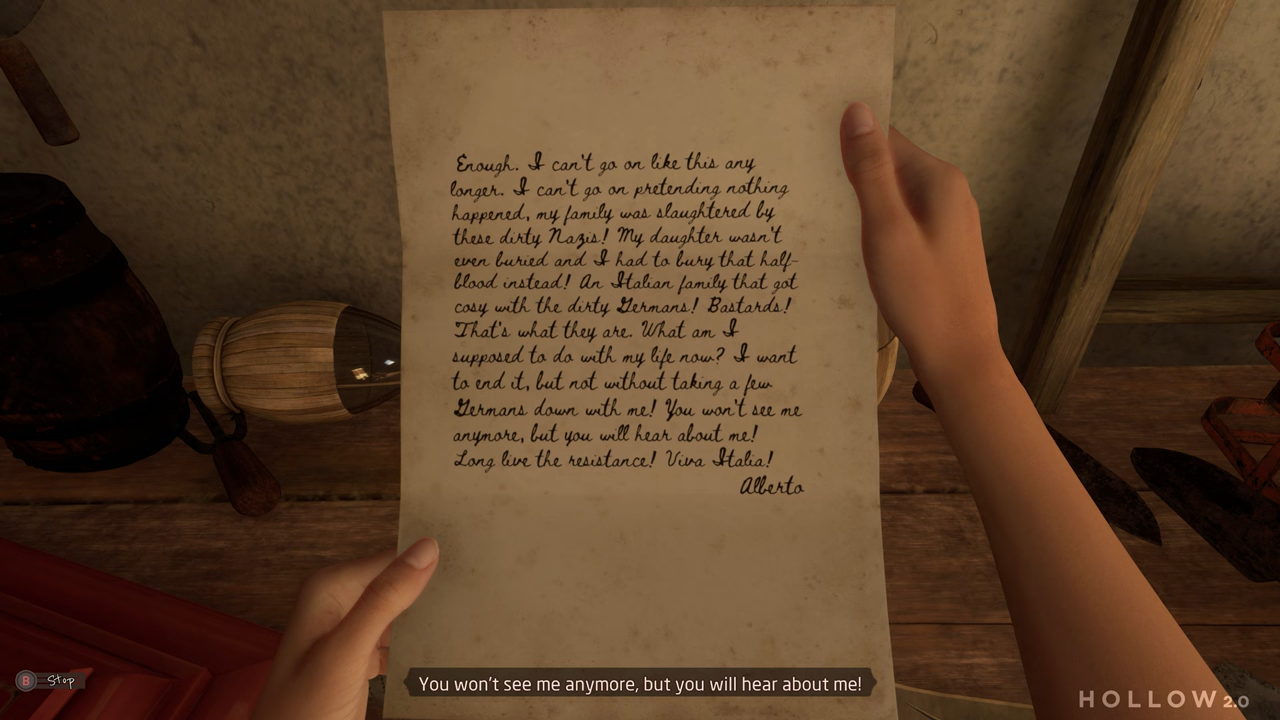 Enough. I can't go on like this any
longer. I can't go on pretending nothing
happened, my family was slaughtered by
these dirty Nazis! My daughter wasn't
even buried and I had to bury that half-
blood instead! An Italian family that got
cosy with the dirty Germans! Bastards!
That's what they are. What am I
supposed to do with my life now? I want
to end it, but not without taking a few
Germans down with me! You won't see me
anymore, but you will hear about me!
Long live the resistance! Viva Italia!
Alberto
B Stop
You won't see me anymore, but you will hear about me!
HOLLOW 2.0